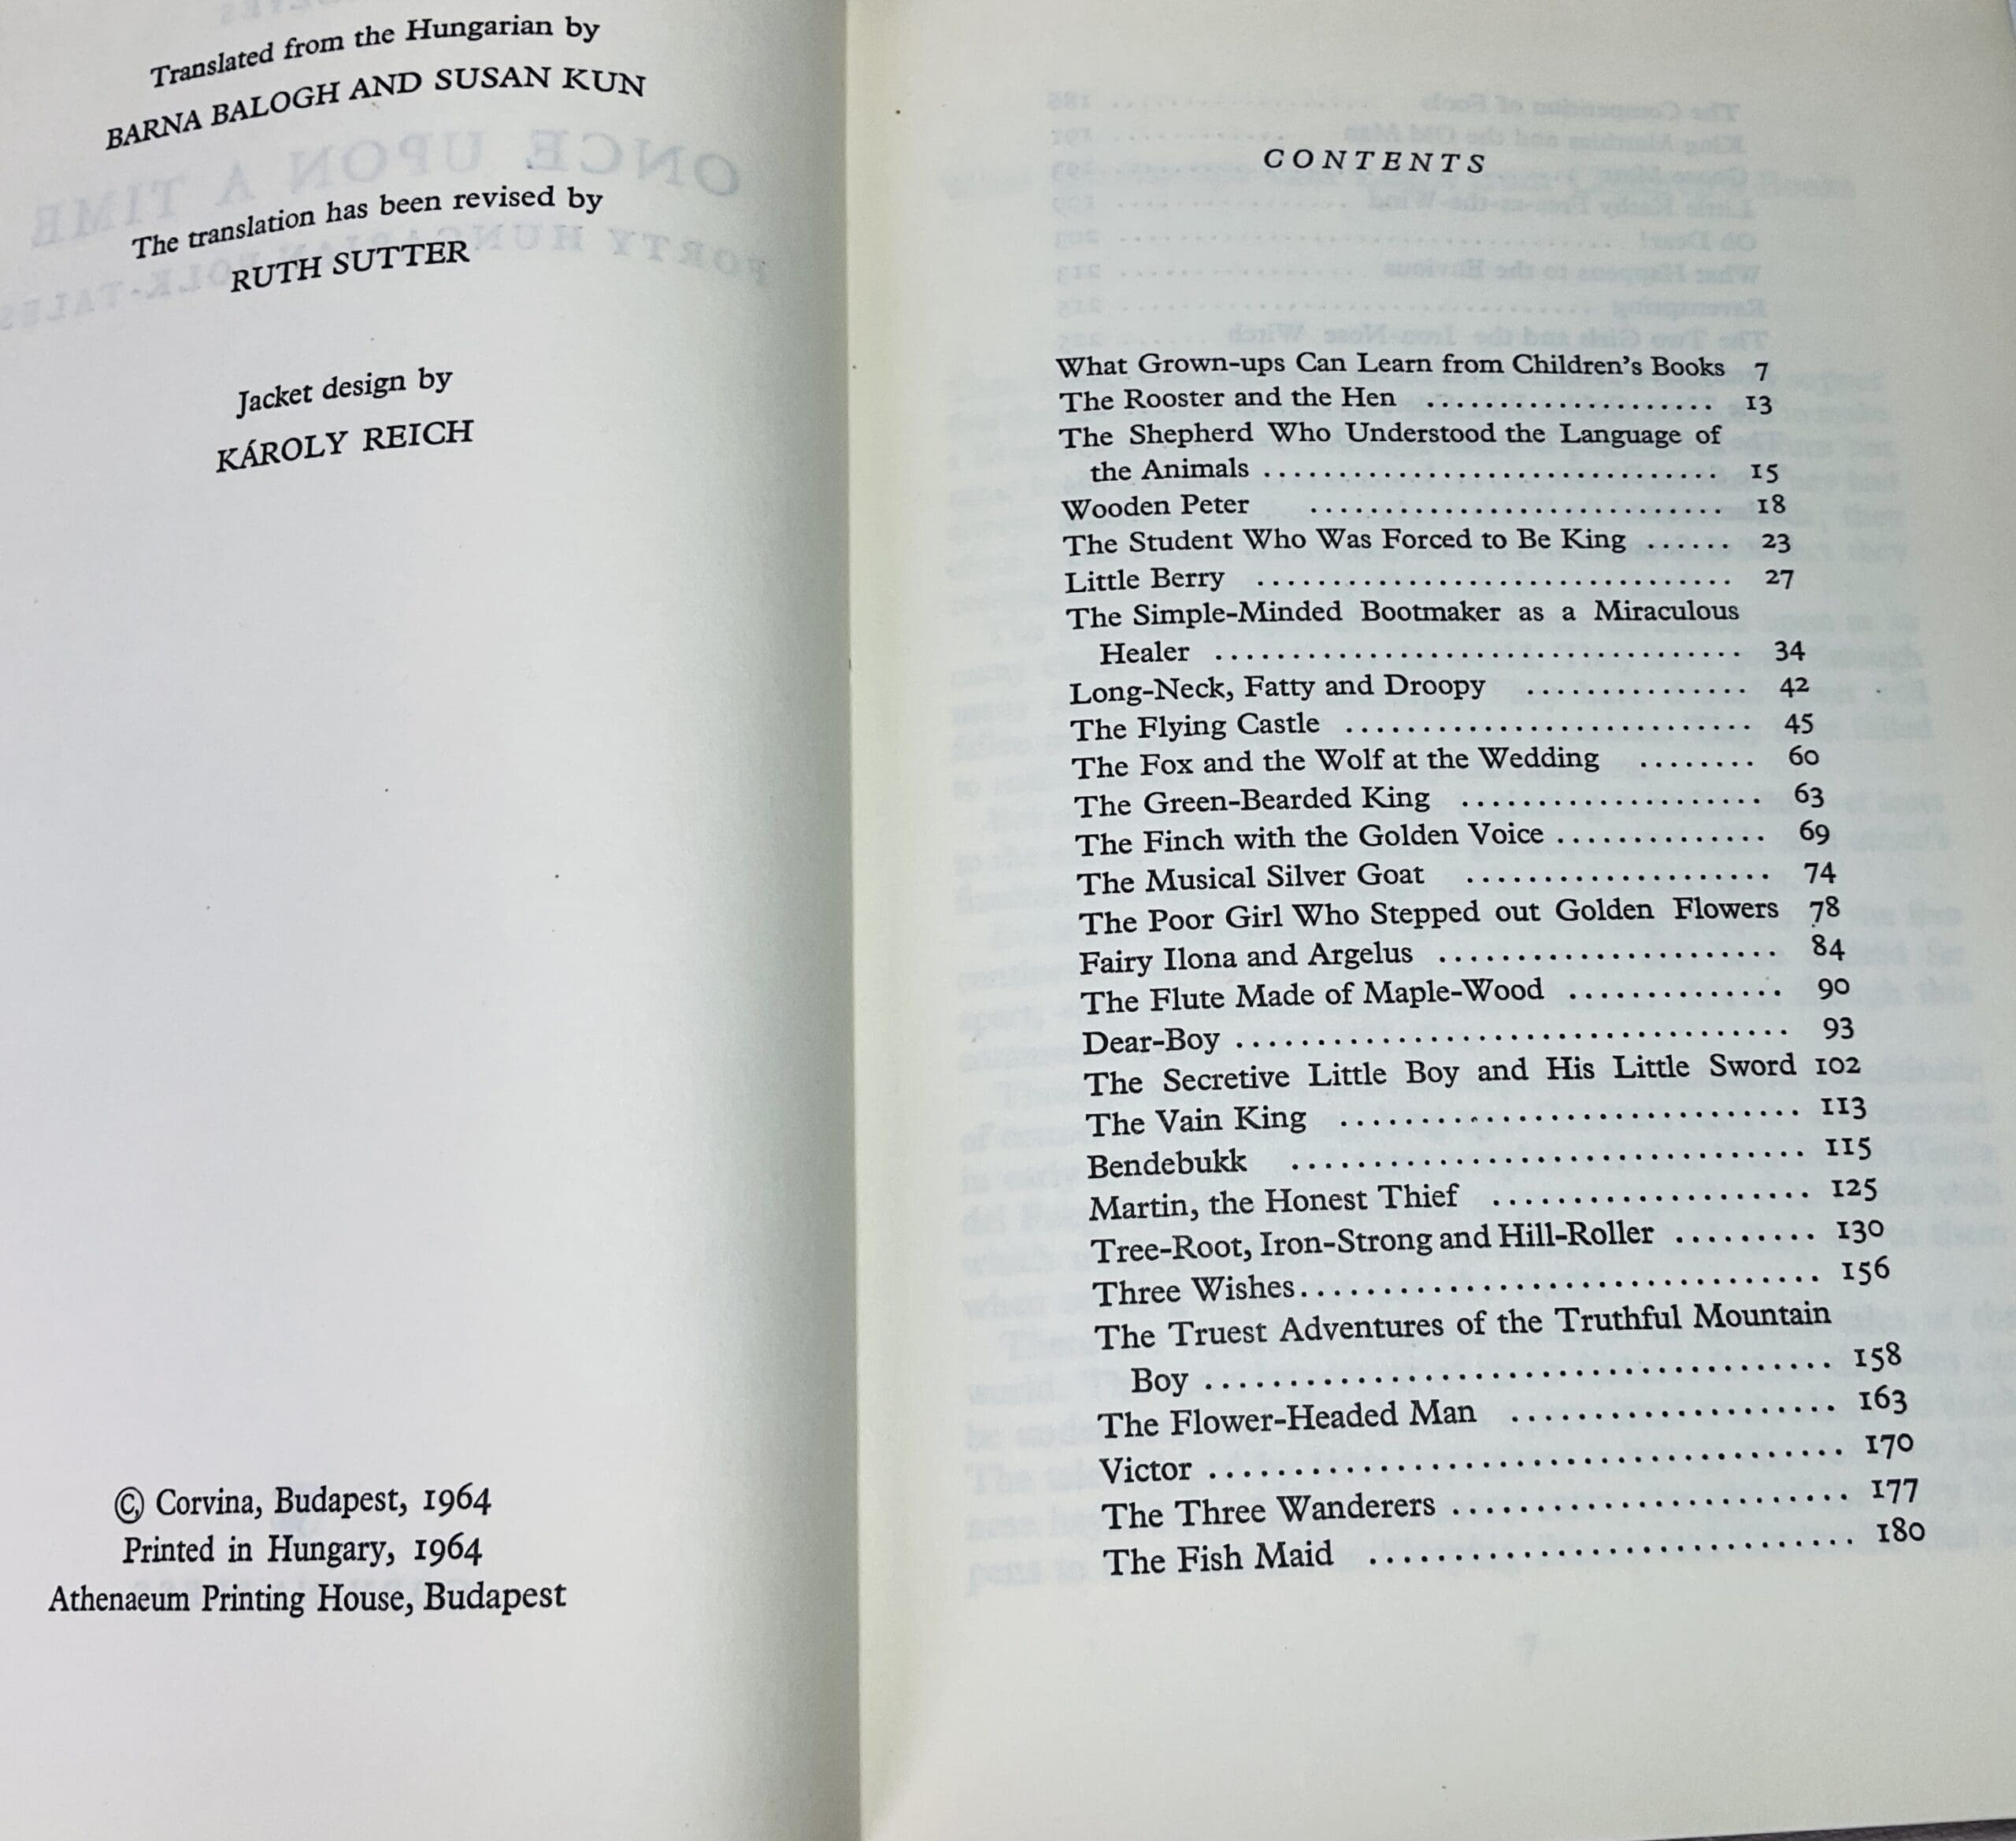 Translated from the Hungarian by
BARNA BALOGH AND SUSAN KUN
The translation has been revised by
RUTH SUTTER
Jacket design by
KÁROLY REICH
© Corvina, Budapest, 1964
Printed in Hungary, 1964
Athenaeum Printing House, Budapest
CONTENTS
What Grown-ups Can Learn from Children's Books 7
The Rooster and the Hen .................... 13
The Shepherd Who Understood the Language of
the Animals ............................... 15
Wooden Peter ............................ 18
The Student Who Was Forced to Be King ...... 23
Little Berry ................................ 27
The Simple-Minded Bootmaker as a Miraculous
Healer ................................... 34
Long-Neck, Fatty and Droopy ............... 42
The Flying Castle ........................... 45
The Fox and the Wolf at the Wedding ........ 60
The Green-Bearded King .................... 63
The Finch with the Golden Voice .............. 69
The Musical Silver Goat .................... 74
The Poor Girl Who Stepped out Golden Flowers 78
Fairy Ilona and Argelus ...................... 84
The Flute Made of Maple-Wood .............. 90
Dear-Boy ................................... 93
The Secretive Little Boy and His Little Sword 102
The Vain King .............................. 113
Bendebukk ................................ 115
Martin, the Honest Thief .................... 125
Tree-Root, Iron-Strong and Hill-Roller ......... 130
Three Wishes.................................. 156
The Truest Adventures of the Truthful Mountain
Boy ....................................... 158
The Flower-Headed Man .................... 163
Victor ....................................... 170
The Three Wanderers ......................... 177
The Fish Maid ............................... 180